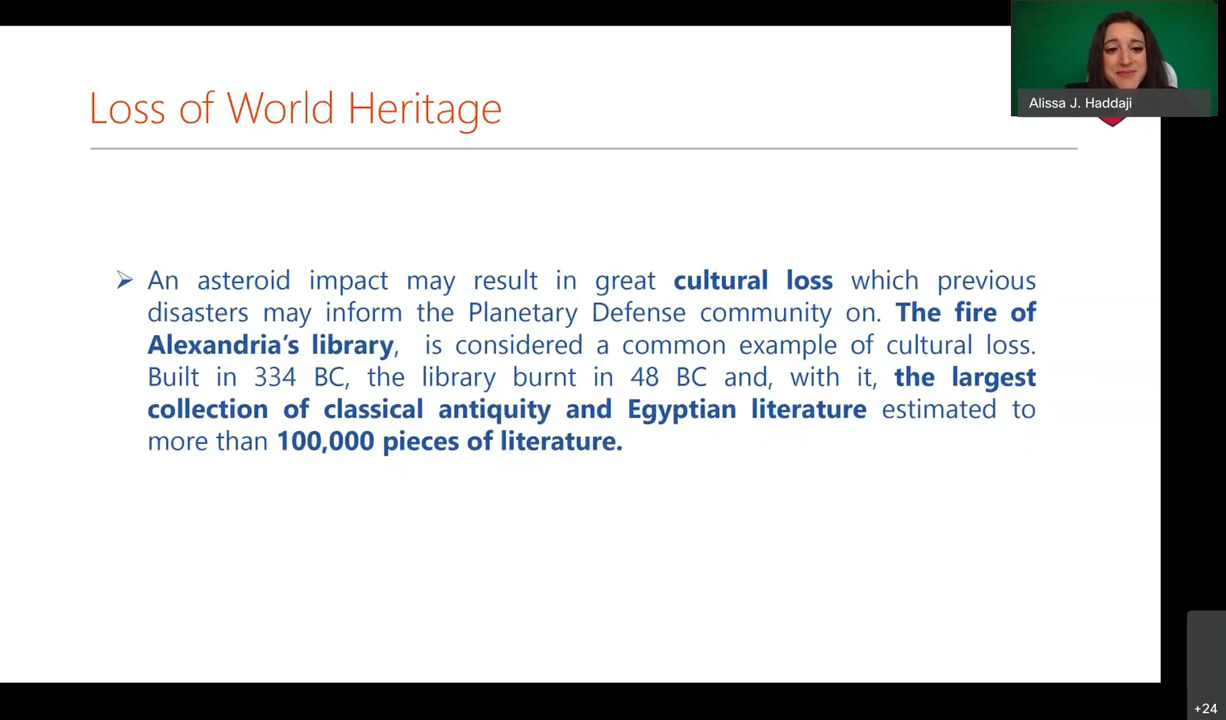 Loss of World Heritage
Alissa J. Haddaji
➢ An asteroid impact may result in great cultural loss which previous
disasters may inform the Planetary Defense community on. The fire of
Alexandria’s library, is considered a common example of cultural loss.
Built in 334 BC, the library burnt in 48 BC and, with it, the largest
collection of classical antiquity and Egyptian literature estimated to
more than 100,000 pieces of literature.
+24